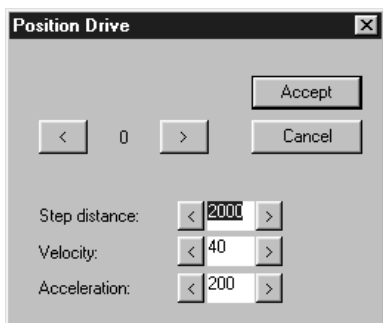 Position Drive
Accept
< 0 > Cancel
Step distance: < 2000 >
Velocity: < 40 >
Acceleration: < 200 >